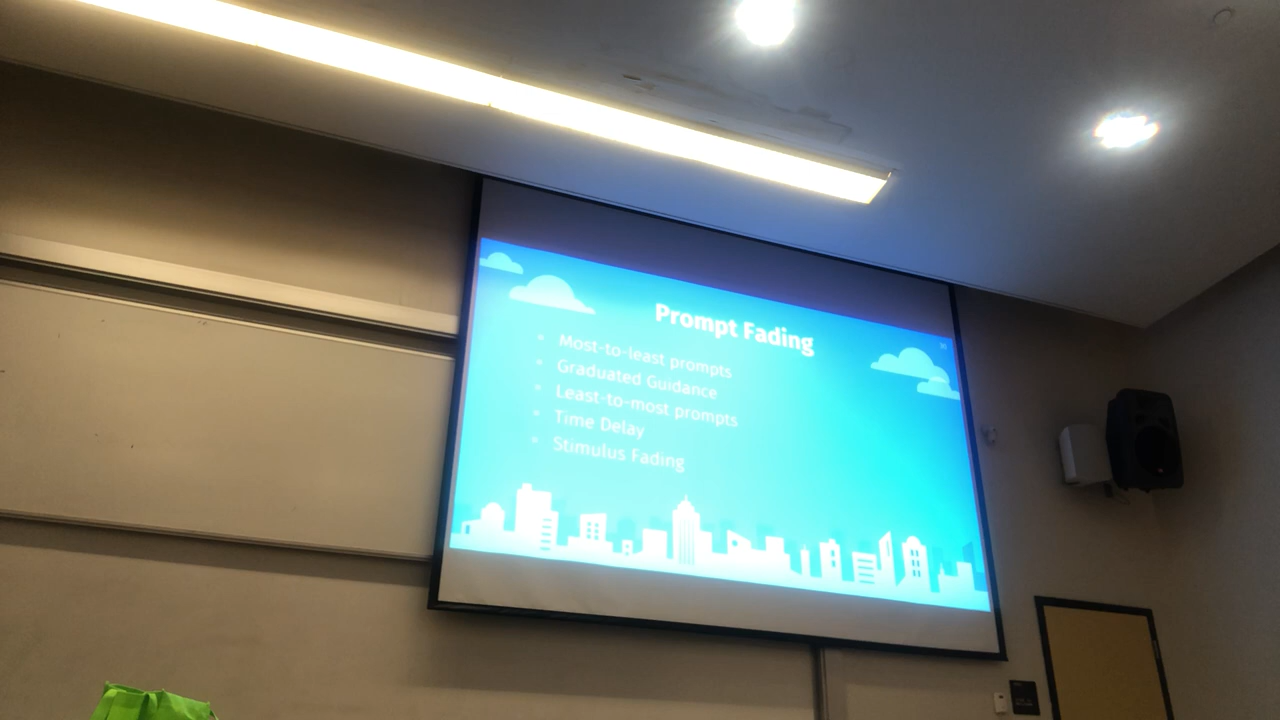 Prompt Fading
Most-to-least prompts
Graduated Guidance
Least-to-most prompts
Time Delay
Stimulus Fading